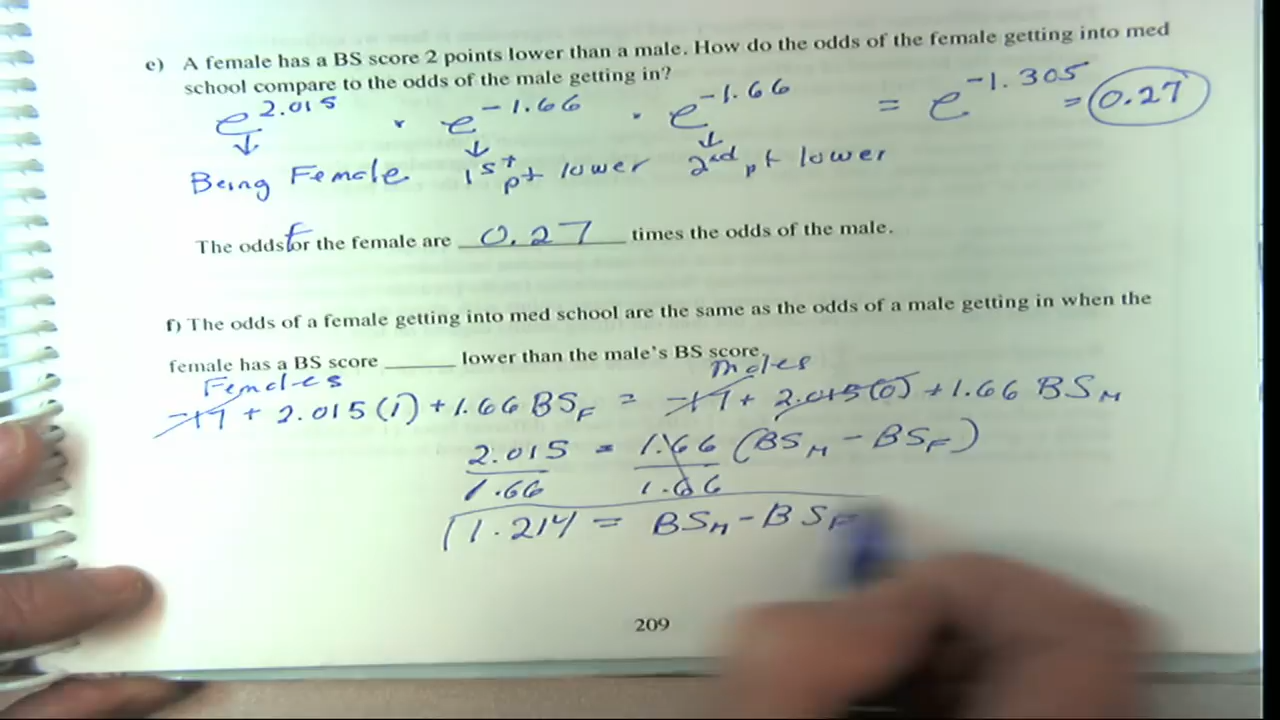 e) A female has a BS score 2 points lower than a male. How do the odds of the female getting into med
school compare to the odds of the male getting in?
e^2.015 · e^-1.66 · e^-1.66 = e^-1.305 = 0.27
↓ ↓ ↓
Being Female 1st pt lower 2nd pt lower
The odds for the female are 0.27 times the odds of the male.
f) The odds of a female getting into med school are the same as the odds of a male getting in when the
female has a BS score ______ lower than the male's BS score.
Females Males
-17 + 2.015(1) + 1.66 BS_F = -17 + 2.015(0) + 1.66 BS_M
2.015 = 1.66 (BS_M - BS_F)
1.66 1.66
1.214 = BS_M - BS_F
209